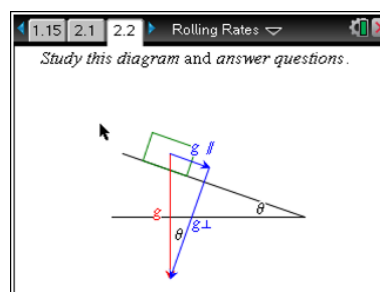 1.15 2.1 2.2 Rolling Rates
Study this diagram and answer questions.
g //
θ
g
g⊥
θ